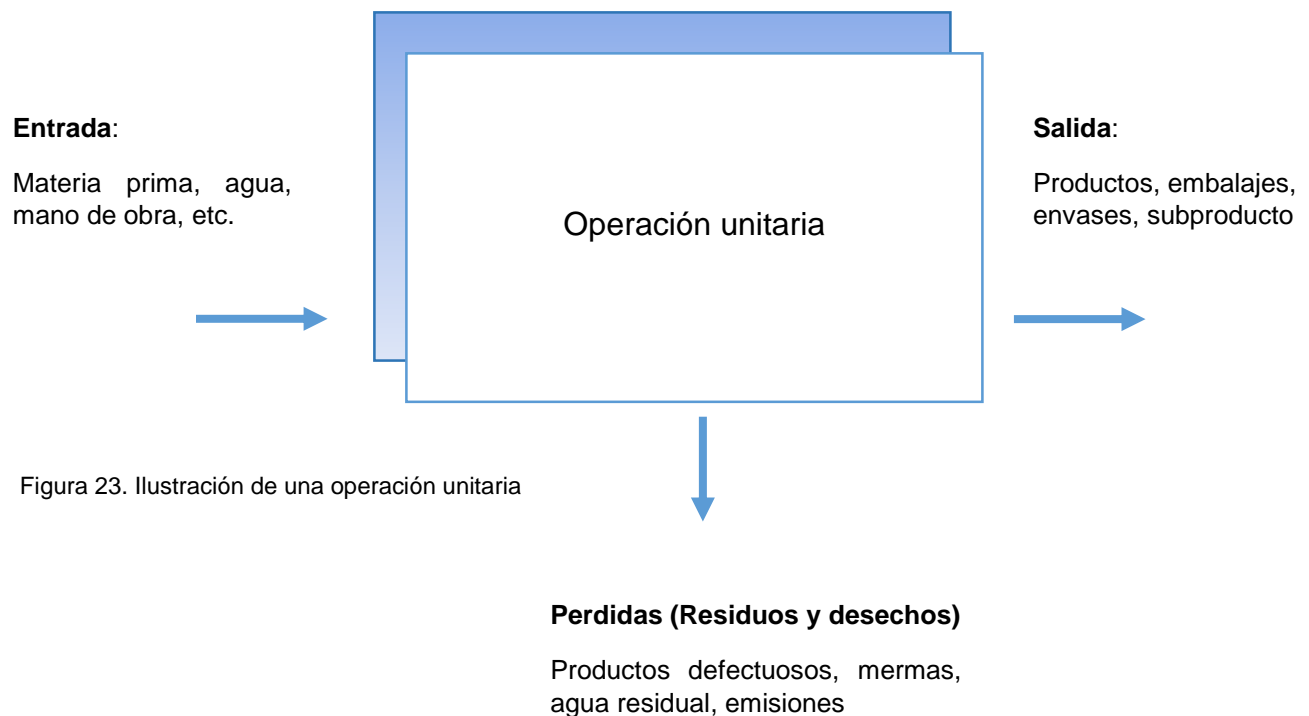 Entrada:
Materia prima, agua,
mano de obra, etc.
Operación unitaria
Salida:
Productos, embalajes,
envases, subproducto
Figura 23. Ilustración de una operación unitaria
Perdidas (Residuos y desechos)
Productos defectuosos, mermas,
agua residual, emisiones